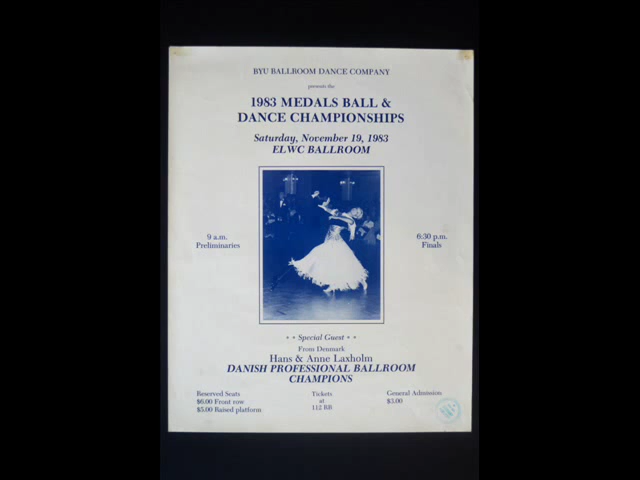 BYU BALLROOM DANCE COMPANY
presents the
1983 MEDALS BALL &
DANCE CHAMPIONSHIPS
Saturday, November 19, 1983
ELWC BALLROOM
9 a.m.
Preliminaries
6:30 p.m.
Finals
• • Special Guest • •
From Denmark
Hans & Anne Laxholm
DANISH PROFESSIONAL BALLROOM
CHAMPIONS
Reserved Seats
$6.00 Front row
$5.00 Raised platform
Tickets
at
112 RB
General Admission
$3.00